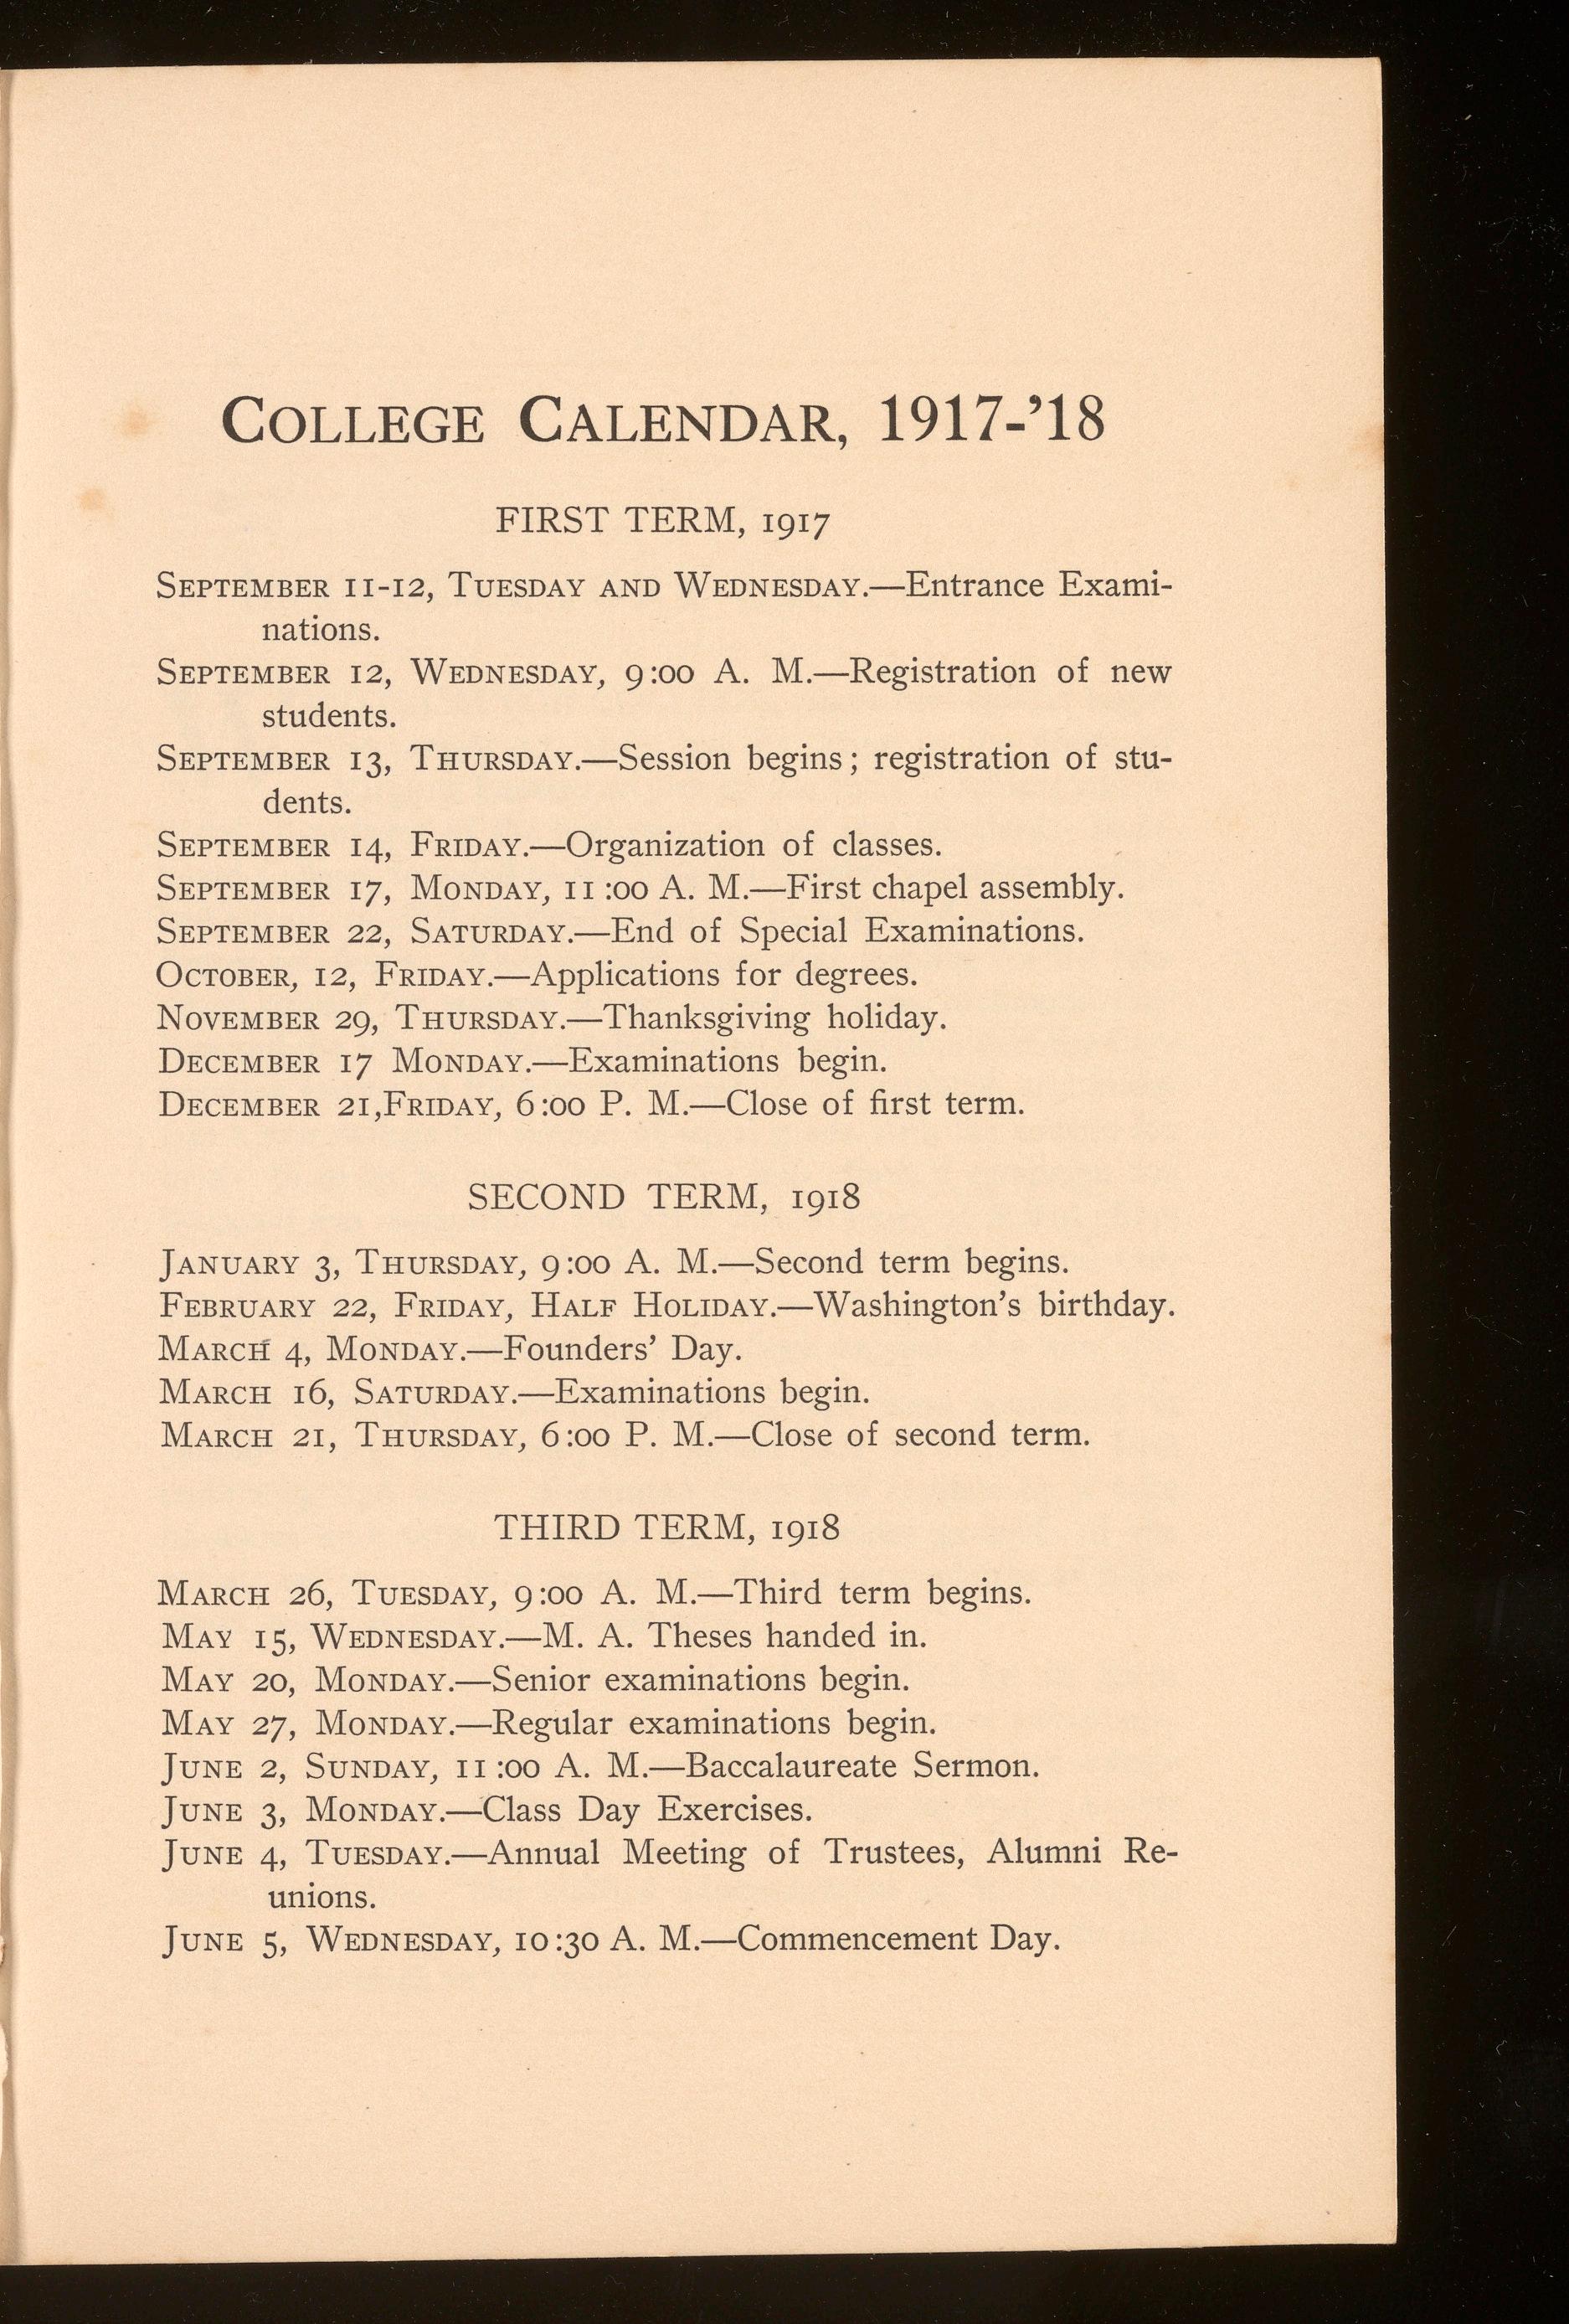 COLLEGE CALENDAR, 1917-'18
FIRST TERM, 1917
SEPTEMBER 11-12, TUESDAY AND WEDNESDAY.—Entrance Exami-
nations.
SEPTEMBER 12, WEDNESDAY, 9:00 A. M.—Registration of new
students.
SEPTEMBER 13, THURSDAY.—Session begins; registration of stu-
dents.
SEPTEMBER 14, FRIDAY.—Organization of classes.
SEPTEMBER 17, MONDAY, 11:00 A. M.—First chapel assembly.
SEPTEMBER 22, SATURDAY.—End of Special Examinations.
OCTOBER, 12, FRIDAY.—Applications for degrees.
NOVEMBER 29, THURSDAY.—Thanksgiving holiday.
DECEMBER 17 MONDAY.—Examinations begin.
DECEMBER 21,FRIDAY, 6:00 P. M.—Close of first term.
SECOND TERM, 1918
JANUARY 3, THURSDAY, 9:00 A. M.—Second term begins.
FEBRUARY 22, FRIDAY, HALF HOLIDAY.—Washington's birthday.
MARCH 4, MONDAY.—Founders' Day.
MARCH 16, SATURDAY.—Examinations begin.
MARCH 21, THURSDAY, 6:00 P. M.—Close of second term.
THIRD TERM, 1918
MARCH 26, TUESDAY, 9:00 A. M.—Third term begins.
MAY 15, WEDNESDAY.—M. A. Theses handed in.
MAY 20, MONDAY.—Senior examinations begin.
MAY 27, MONDAY.—Regular examinations begin.
JUNE 2, SUNDAY, 11:00 A. M.—Baccalaureate Sermon.
JUNE 3, MONDAY.—Class Day Exercises.
JUNE 4, TUESDAY.—Annual Meeting of Trustees, Alumni Re-
unions.
JUNE 5, WEDNESDAY, 10:30 A. M.—Commencement Day.